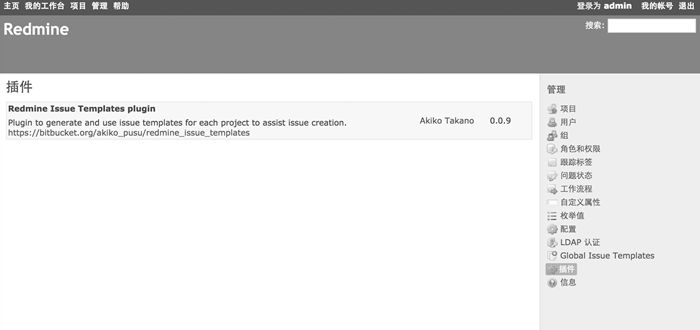 主页 我的工作台 项目 管理 帮助
登录为 admin 我的帐号 退出
Redmine
搜索:
插件
Redmine Issue Templates plugin
Plugin to generate and use issue templates for each project to assist issue creation.
https://bitbucket.org/akiko_pusu/redmine_issue_templates
Akiko Takano 0.0.9
管理
项目
用户
组
角色和权限
跟踪标签
问题状态
工作流程
自定义属性
枚举值
配置
LDAP 认证
Global Issue Templates
插件
信息